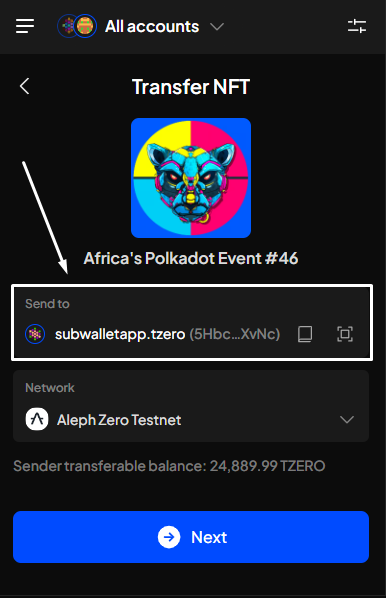 All accounts
Transfer NFT
Africa's Polkadot Event #46
Send to
subwalletapp.tzero (5Hbc...XvNc)
Network
Aleph Zero Testnet
Sender transferable balance: 24,889.99 TZERO
Next